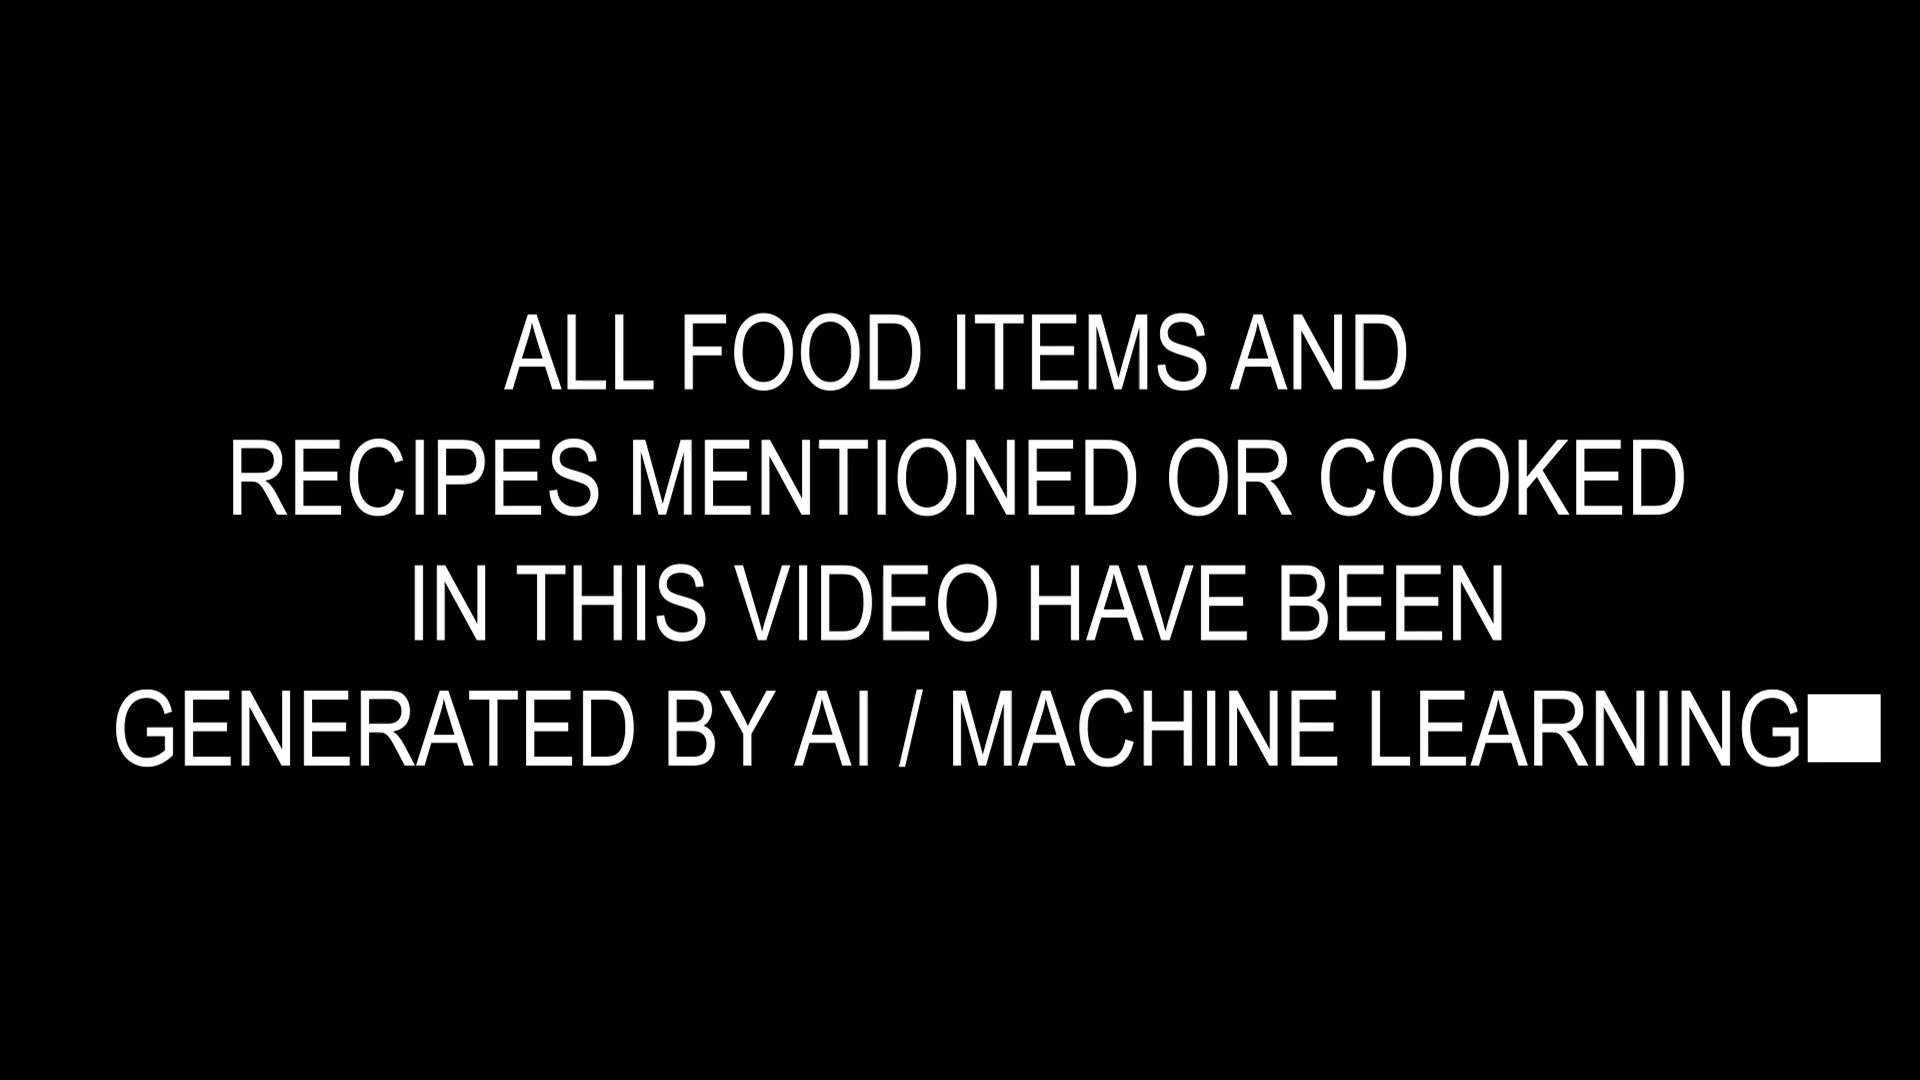 ALL FOOD ITEMS AND
RECIPES MENTIONED OR COOKED
IN THIS VIDEO HAVE BEEN
GENERATED BY AI / MACHINE LEARNING